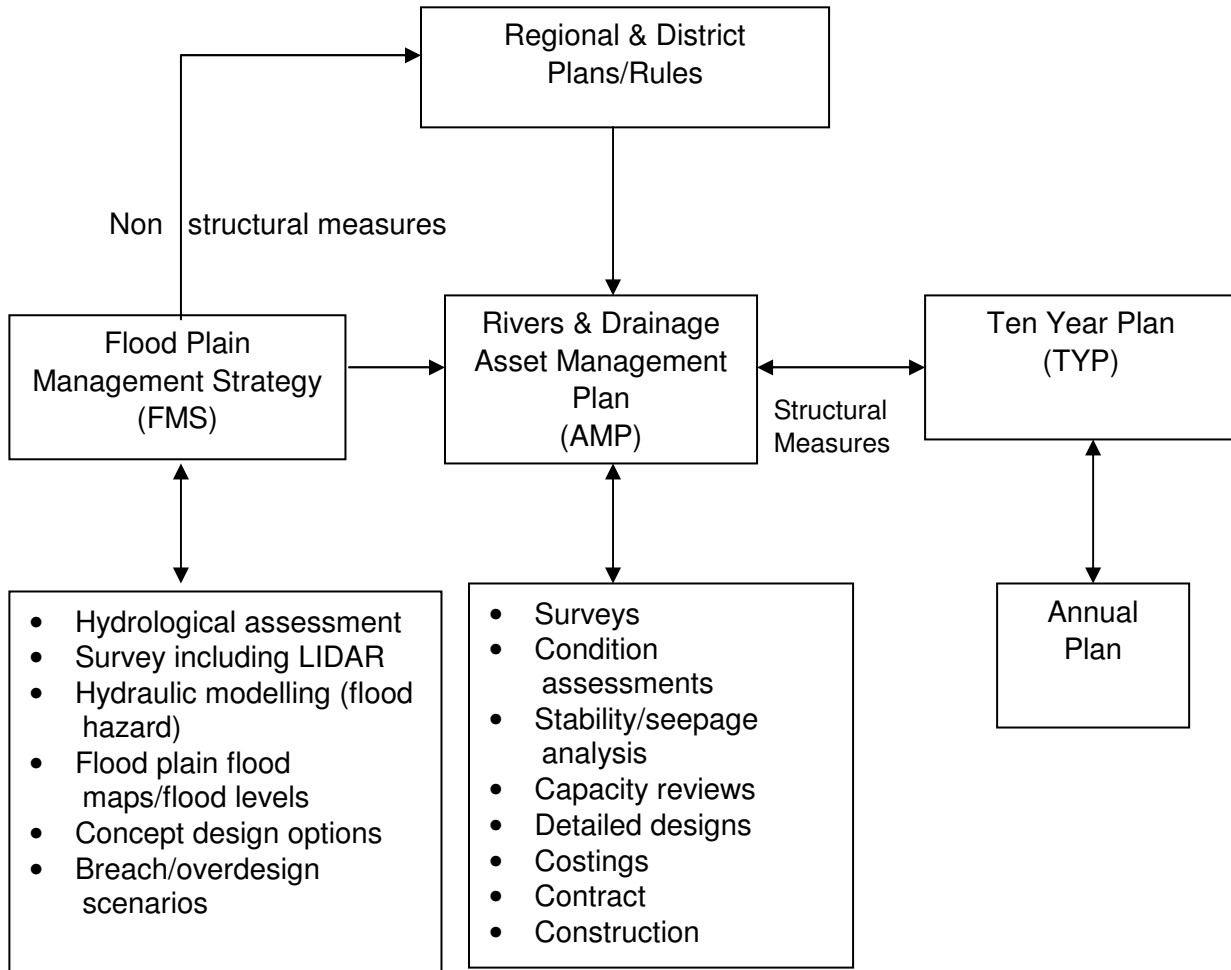 Regional & District
Plans/Rules
Non structural measures
Flood Plain
Management Strategy
(FMS)
Rivers & Drainage
Asset Management
Plan
(AMP)
Structural
Measures
Ten Year Plan
(TYP)
• Hydrological assessment
• Survey including LIDAR
• Hydraulic modelling (flood
hazard)
• Flood plain flood
maps/flood levels
• Concept design options
• Breach/overdesign
scenarios
• Surveys
• Condition
assessments
• Stability/seepage
analysis
• Capacity reviews
• Detailed designs
• Costings
• Contract
• Construction
Annual
Plan